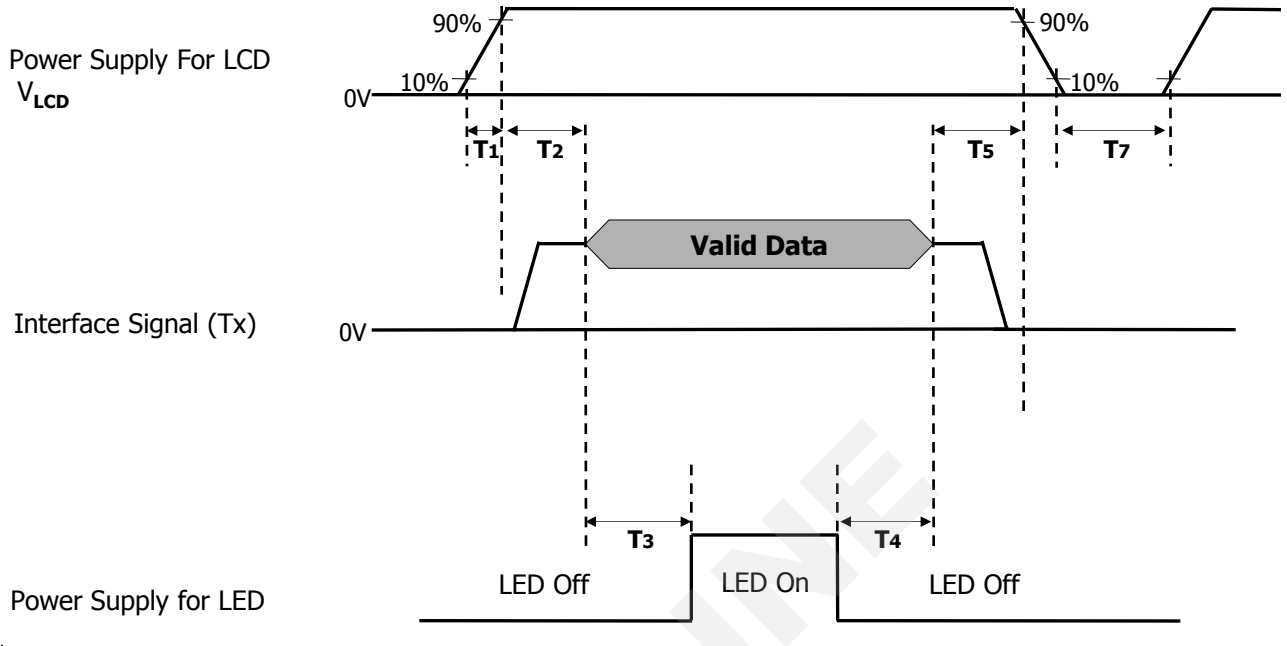 90%
90%
Power Supply For LCD
VLCD
10%
10%
0V
T1
T2
T5
T7
Valid Data
Interface Signal (Tx)
0V
T3
T4
LED Off
LED On
LED Off
Power Supply for LED